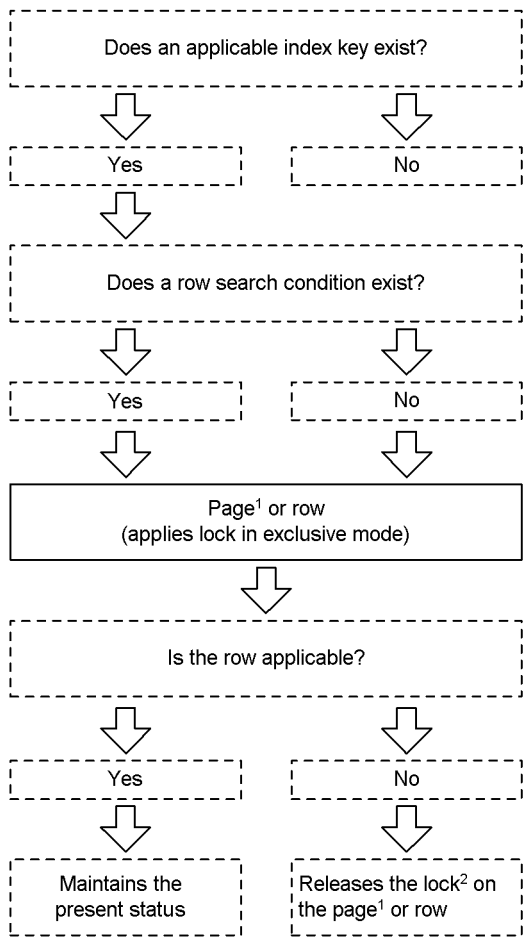 Does an applicable index key exist?
Yes
No
Does a row search condition exist?
Yes
No
Page¹ or row
(applies lock in exclusive mode)
Is the row applicable?
Yes
No
Maintains the
present status
Releases the lock² on
the page¹ or row